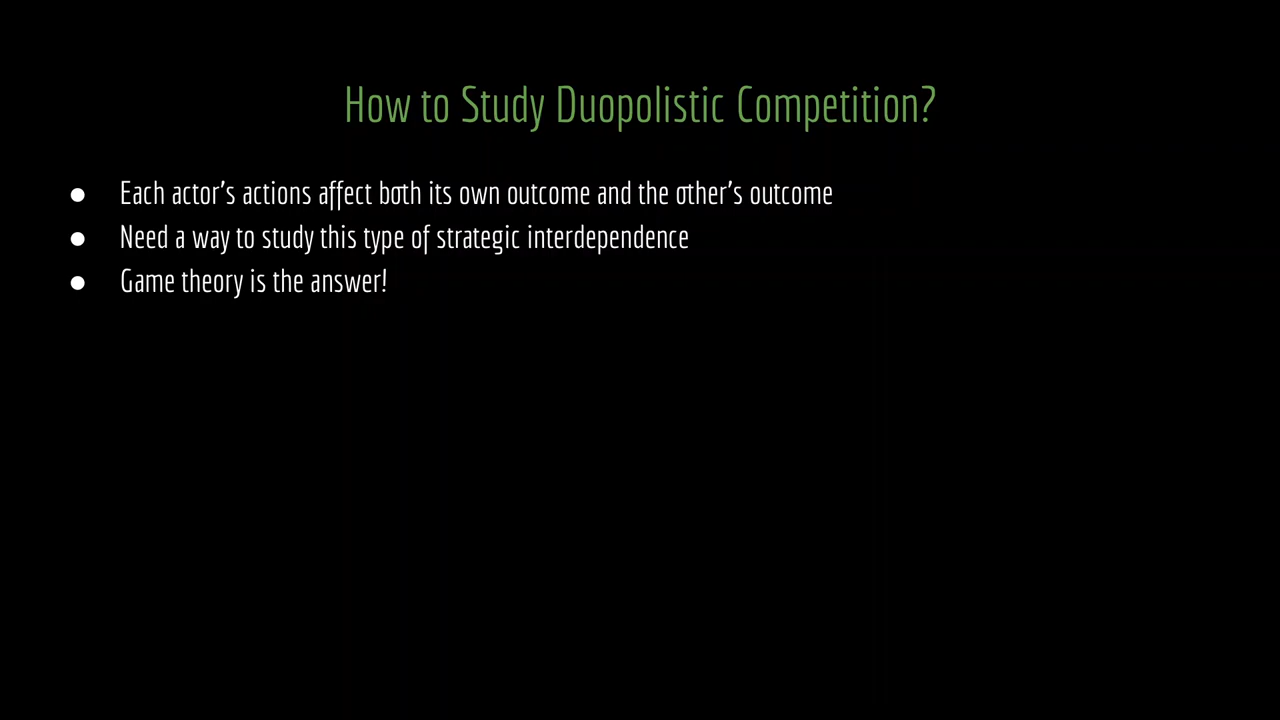 How to Study Duopolistic Competition?
● Each actor's actions affect both its own outcome and the other's outcome
● Need a way to study this type of strategic interdependence
● Game theory is the answer!